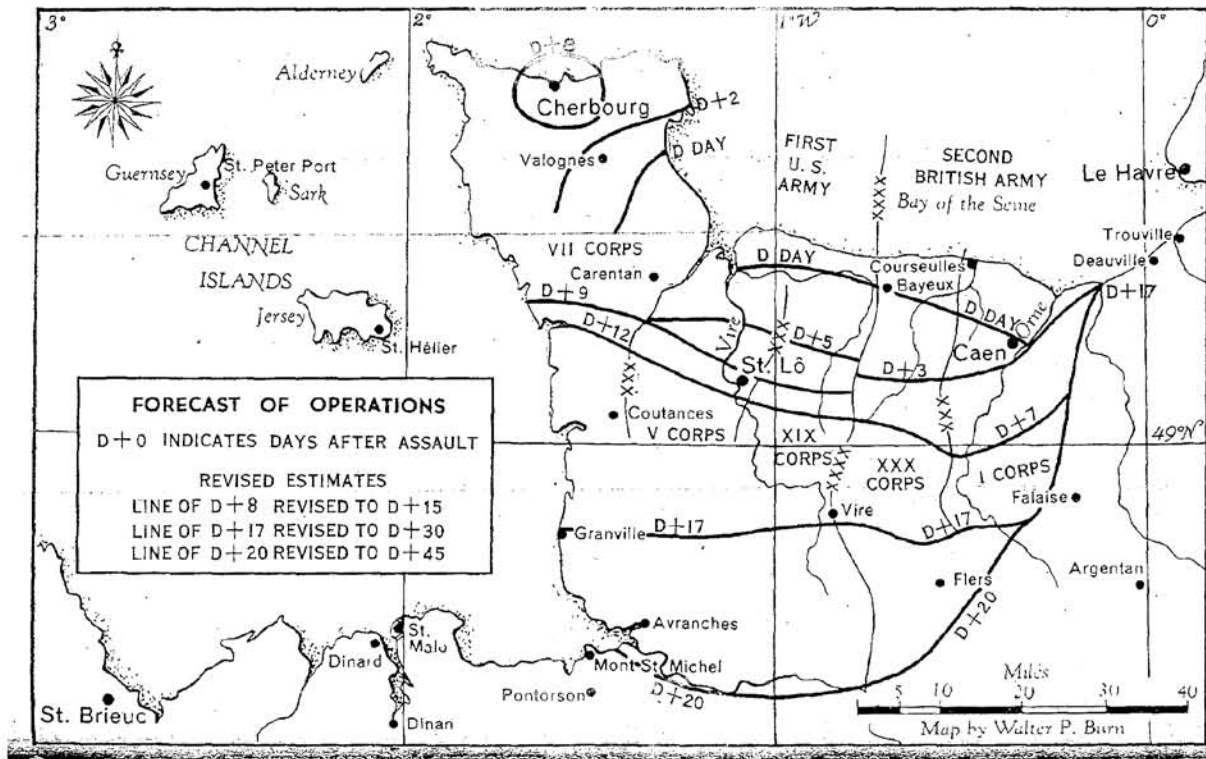 3°
2°
1°W
0°
D+8
Alderney
Cherbourg
D+2
Valognes
D DAY
FIRST
U. S.
ARMY
XXXX
SECOND
BRITISH ARMY
Bay of the Seine
Le Havre
Guernsey
St. Peter Port
Sark
CHANNEL
ISLANDS
VII CORPS
Carentan
D DAY
Courseulles
Bayeux
Trouville
Deauville
D+9
D+17
Jersey
St. Hélier
D+12
Vire
XXX
D+5
D DAY
Orne
Caen
D+3
St. Lô
XXX
XXX
FORECAST OF OPERATIONS
D+0 INDICATES DAYS AFTER ASSAULT
REVISED ESTIMATES
LINE OF D+8 REVISED TO D+15
LINE OF D+17 REVISED TO D+30
LINE OF D+20 REVISED TO D+45
Coutances
V CORPS
XIX
CORPS
XXXX
XXX
CORPS
D+7
49°N
I CORPS
Falaise
Vire
Granville
D+17
D+17
Flers
Argentan
D+20
Avranches
St.
Malo
Dinard
Mont St. Michel
Pontorson
D+20
St. Brieuc
Dinan
Miles
5 10 20 30 40
Map by Walter P. Burn